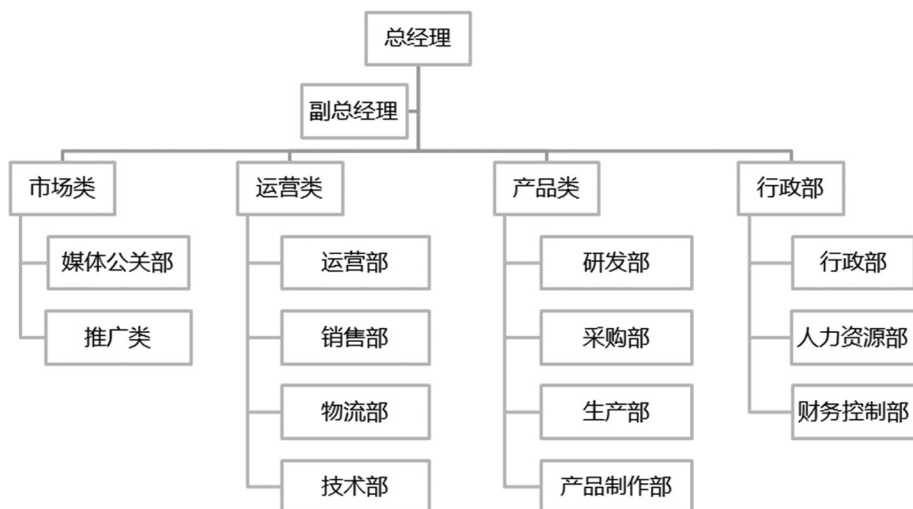 总经理
副总经理
市场类
运营类
产品类
行政部
媒体公关部
运营部
研发部
行政部
推广类
销售部
采购部
人力资源部
物流部
生产部
财务控制部
技术部
产品制作部